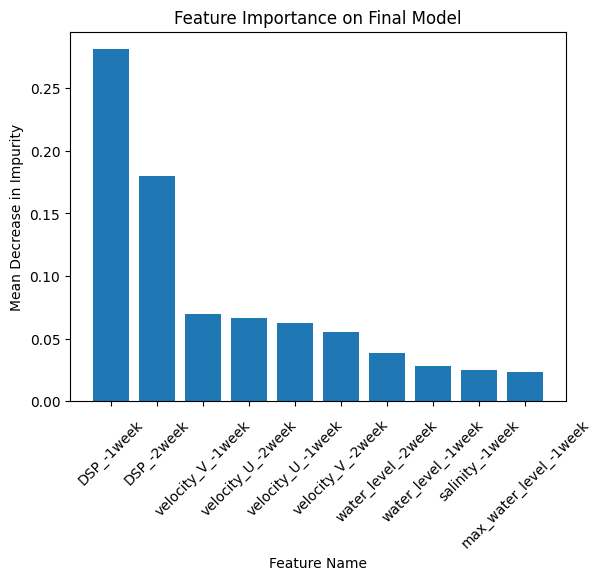 Feature Importance on Final Model
Mean Decrease in Impurity
0.25
0.20
0.15
0.10
0.05
0.00
DSP_-1week
DSP_-2week
velocity_V_-1week
velocity_U_-2week
velocity_U_-1week
velocity_V_-2week
water_level_-2week
water_level_-1week
salinity_-1week
max_water_level_-1week
Feature Name